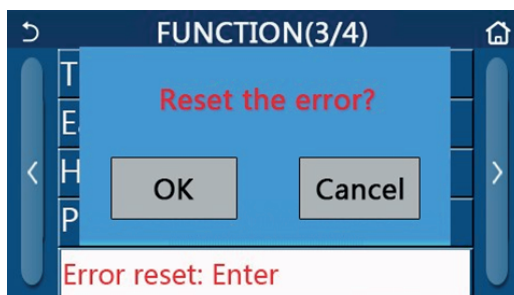 FUNCTION(3/4)
T
Reset the error?
E
H
OK
Cancel
P
Error reset: Enter